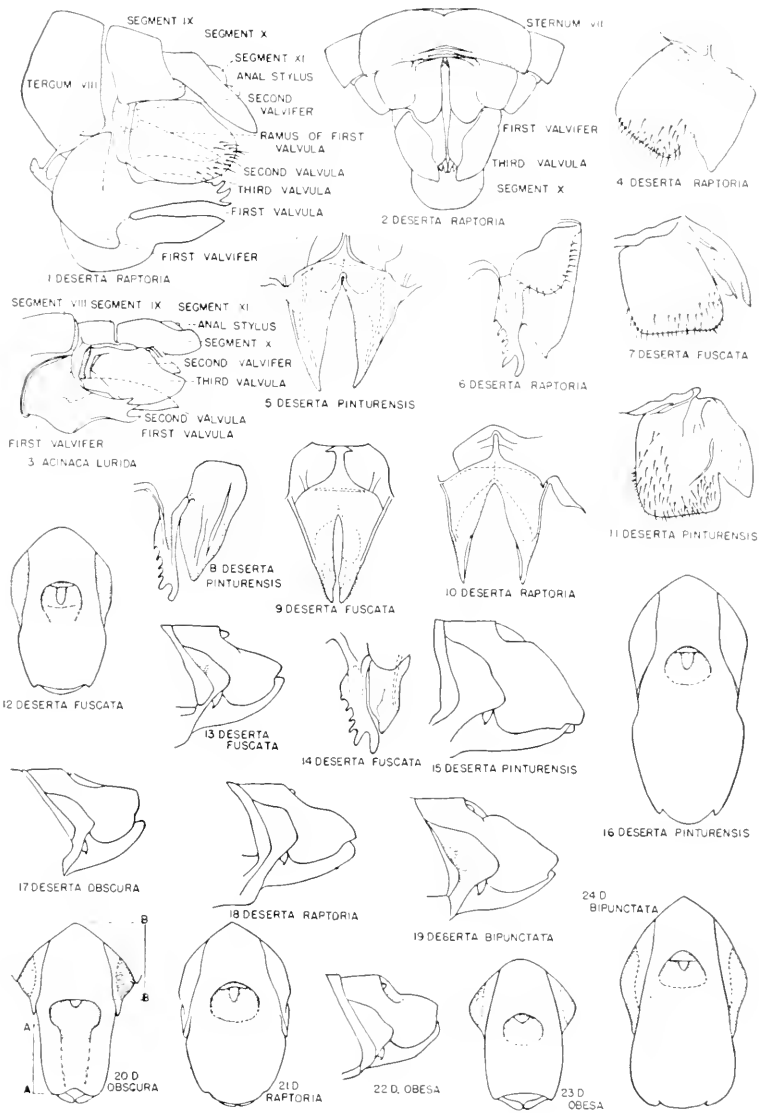 SEGMENT IX
SEGMENT X
SEGMENT XI
ANAL STYLUS
TERGUM VIII
SECOND
VALVIFER
RAMUS OF FIRST
VALVULA
SECOND VALVULA
THIRD VALVULA
FIRST VALVULA
FIRST VALVIFER
1 DESERTA RAPTORIA
STERNUM VII
FIRST VALVIFER
THIRD VALVULA
SEGMENT X
2 DESERTA RAPTORIA
4 DESERTA RAPTORIA
SEGMENT VIII SEGMENT IX SEGMENT XI
ANAL STYLUS
SEGMENT X
SECOND VALVIFER
THIRD VALVULA
SECOND VALVULA
FIRST VALVULA
FIRST VALVIFER
3 ACINACA LURIDA
5 DESERTA PINTURENSIS
6 DESERTA RAPTORIA
7 DESERTA FUSCATA
8 DESERTA
PINTURENSIS
9 DESERTA FUSCATA
10 DESERTA RAPTORIA
11 DESERTA PINTURENSIS
12 DESERTA FUSCATA
13 DESERTA
FUSCATA
14 DESERTA FUSCATA
15 DESERTA PINTURENSIS
16 DESERTA PINTURENSIS
17 DESERTA OBSCURA
18 DESERTA RAPTORIA
19 DESERTA BIPUNCTATA
24 D
BIPUNCTATA
B
B
A
A
20 D
OBSCURA
21 D
RAPTORIA
22 D. OBESA
23 D
OBESA